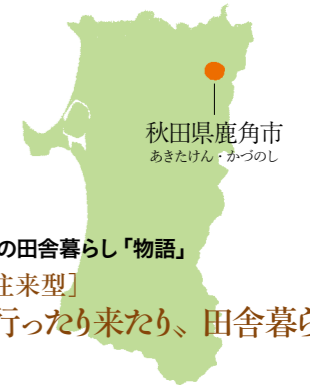 秋田県鹿角市
あきたけん・かづのし
の田舎暮らし「物語」
往来型］
行ったり来たり、田舎暮ら